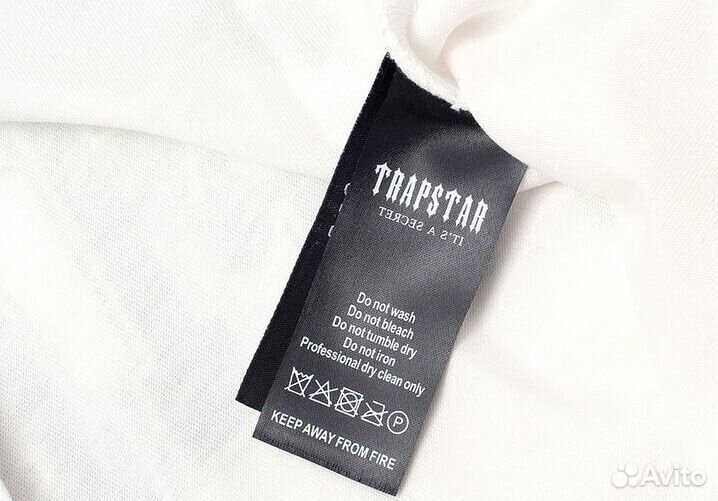 TRAPSTAR
IT'S A SECRET
Do not wash
Do not bleach
Do not tumble dry
Do not iron
Professional dry clean only
P
KEEP AWAY FROM FIRE
Avito